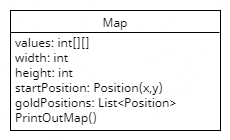 Map
values: int[][]
width: int
height: int
startPosition: Position(x,y)
goldPositions: List<Position>
PrintOutMap()